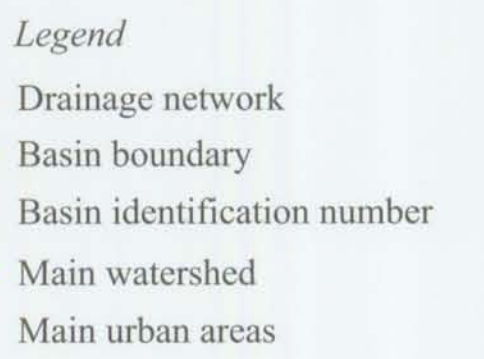 Legend
Drainage network
Basin boundary
Basin identification number
Main watershed
Main urban areas